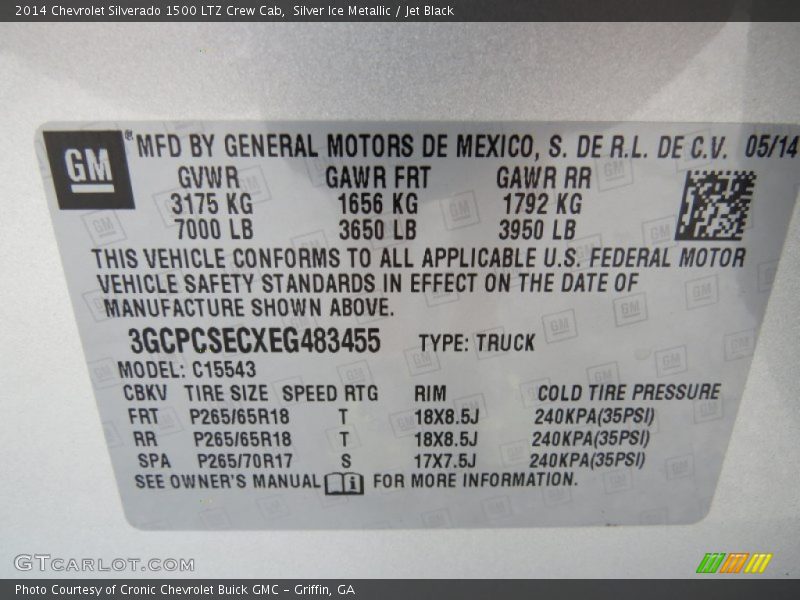 2014 Chevrolet Silverado 1500 LTZ Crew Cab, Silver Ice Metallic / Jet Black
GM ® MFD BY GENERAL MOTORS DE MEXICO, S. DE R.L. DE C.V. 05/14
GVWR GAWR FRT GAWR RR
3175 KG 1656 KG 1792 KG
7000 LB 3650 LB 3950 LB
THIS VEHICLE CONFORMS TO ALL APPLICABLE U.S. FEDERAL MOTOR
VEHICLE SAFETY STANDARDS IN EFFECT ON THE DATE OF
MANUFACTURE SHOWN ABOVE.
3GCPCSECXEG483455 TYPE: TRUCK
MODEL: C15543
CBKV TIRE SIZE SPEED RTG RIM COLD TIRE PRESSURE
FRT P265/65R18 T 18X8.5J 240KPA(35PSI)
RR P265/65R18 T 18X8.5J 240KPA(35PSI)
SPA P265/70R17 S 17X7.5J 240KPA(35PSI)
SEE OWNER'S MANUAL i FOR MORE INFORMATION.
GTCARLOT.COM
Photo Courtesy of Cronic Chevrolet Buick GMC – Griffin, GA